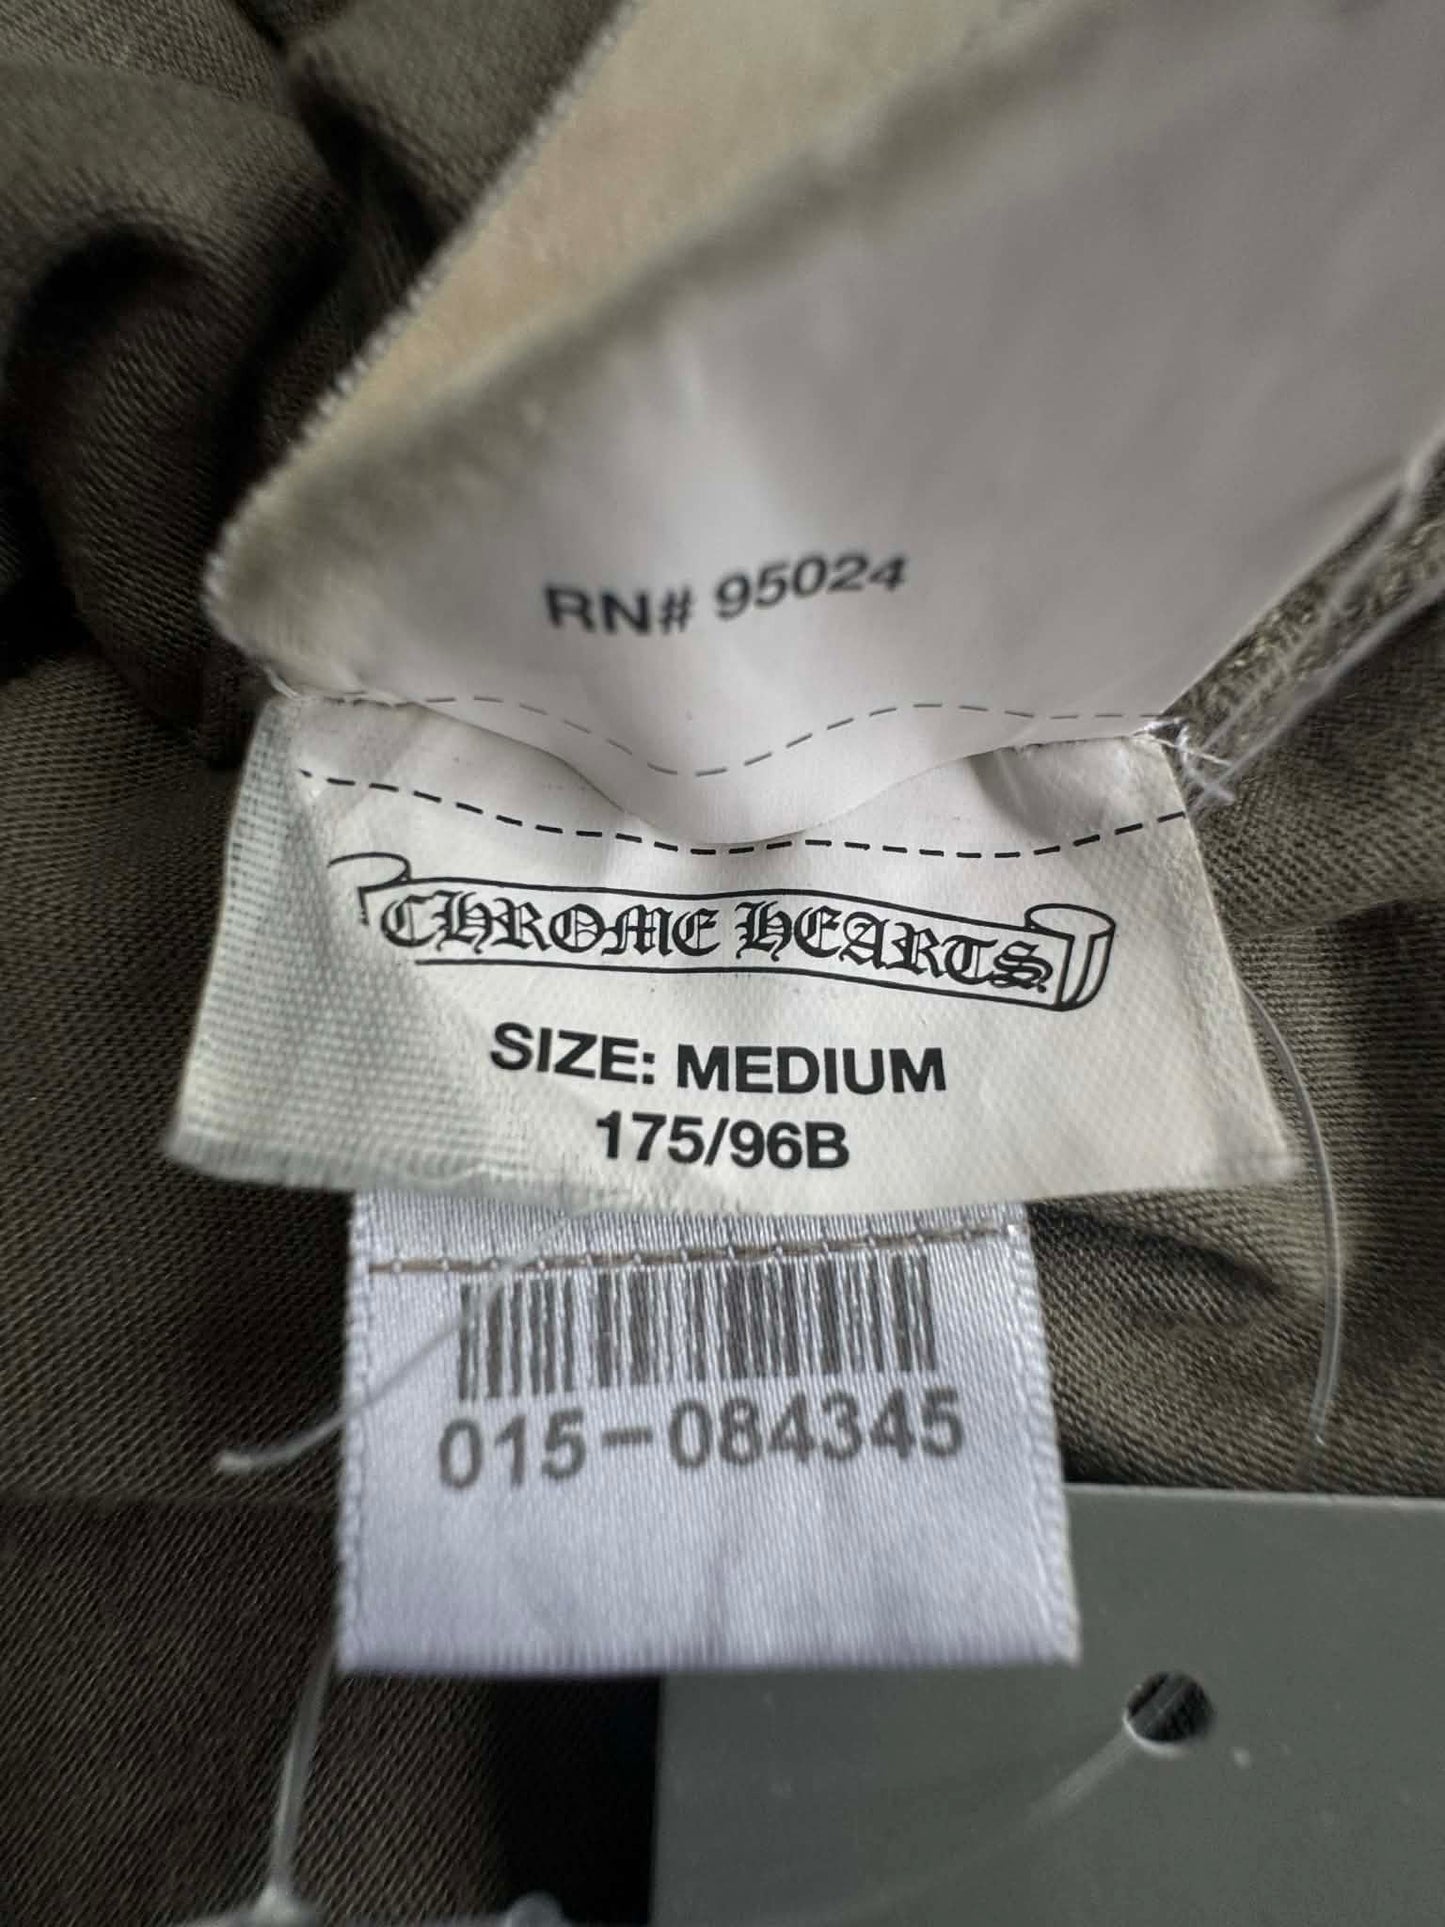 RN# 95024
CHROME HEARTS
SIZE: MEDIUM
175/96B
015-084345